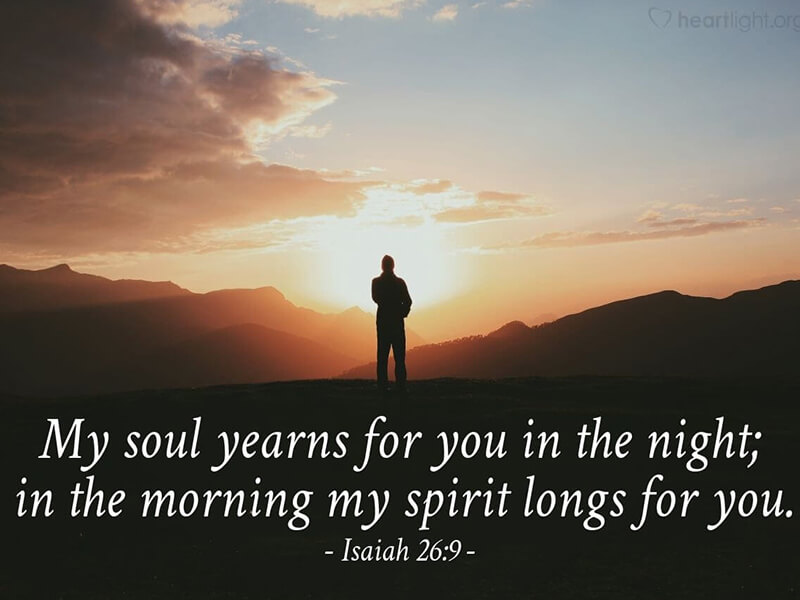 heartlight.org
My soul yearns for you in the night;
in the morning my spirit longs for you.
- Isaiah 26:9 -